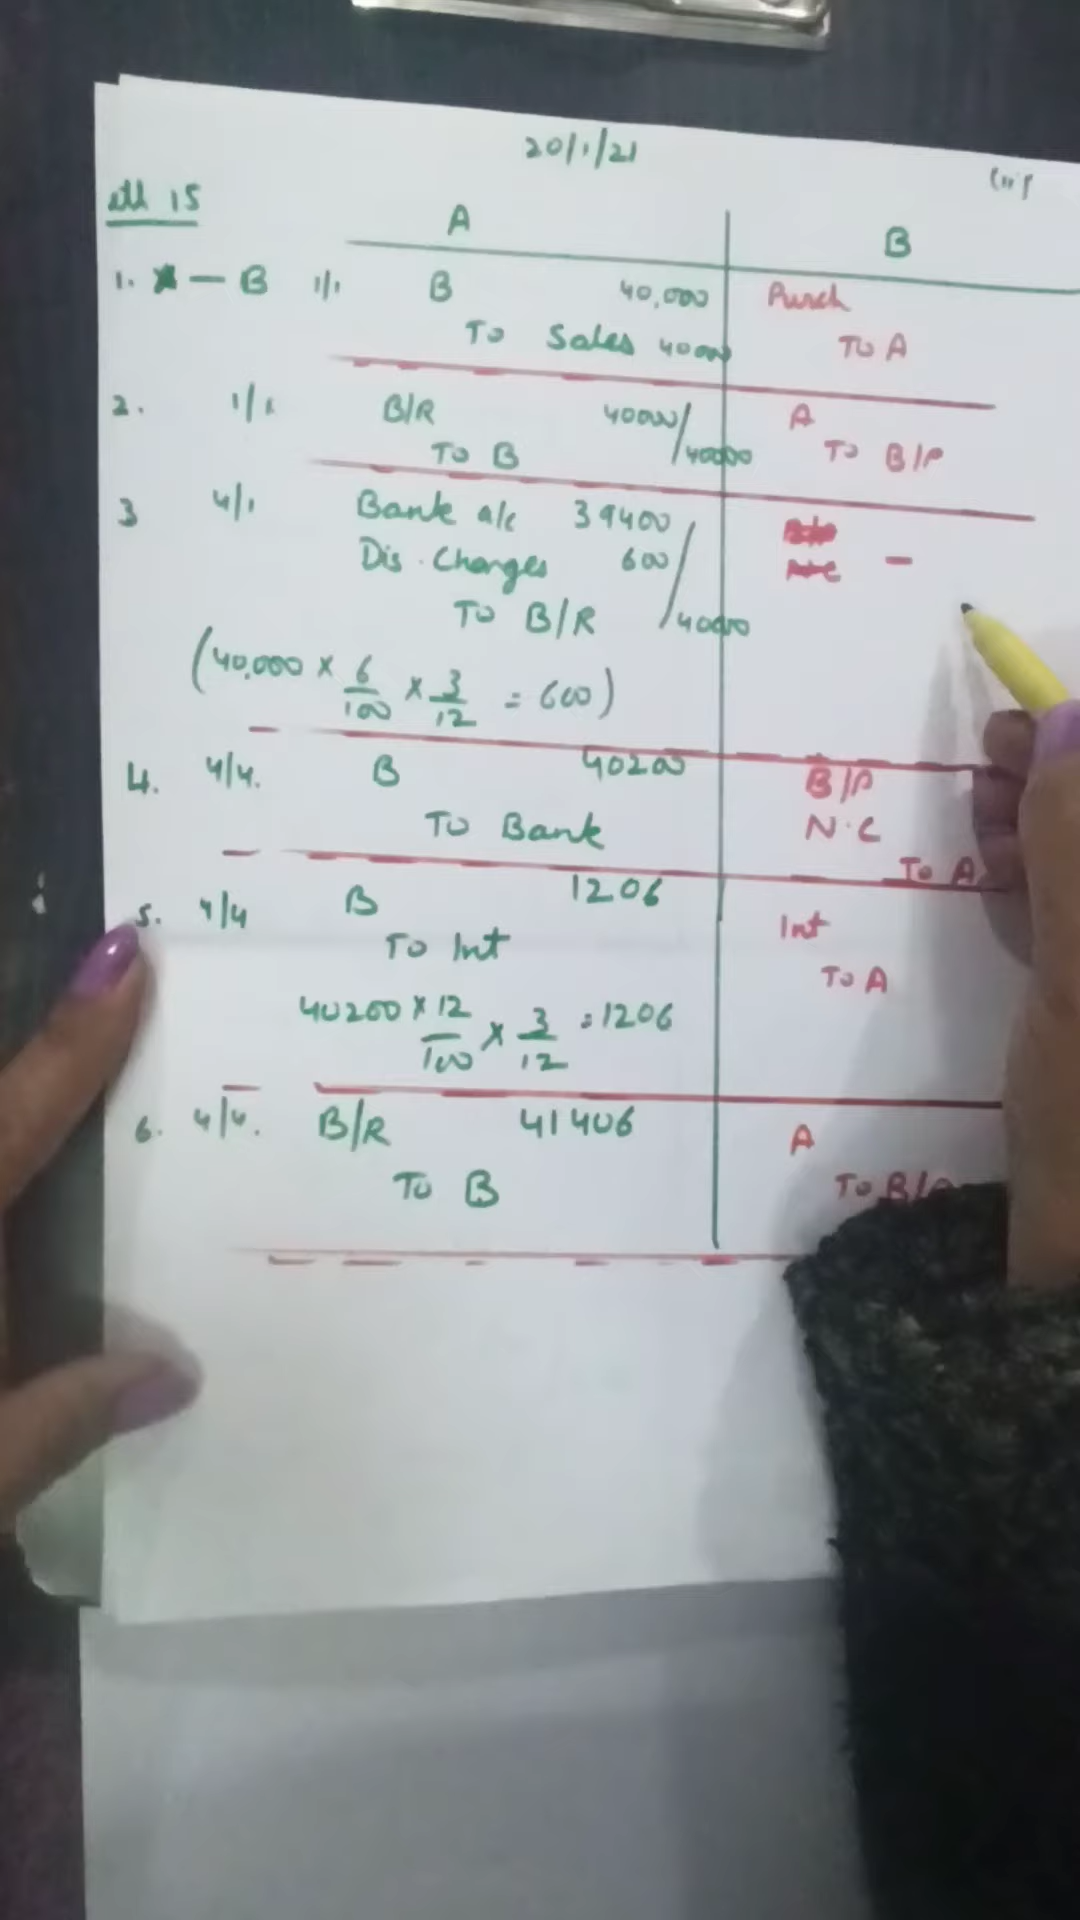 20/1/21
ill 15
A B
1. — B 1/1 B 40,000 Purch
To Sales 40000 To A
2. 1/1 B/R 40000/ A
To B /40000 To B/P
3 4/1 Bank a/c 39400
Dis. Charges 600 —
To B/R /40000
(40,000 × 6/100 × 3/12 = 600)
4. 4/4. B 40200 B/P
To Bank N.C
To A
5. 4/4 B 1206 Int
To Int To A
40200 × 12/100 × 3/12 = 1206
6. 4/4. B/R 41406 A
To B To B/